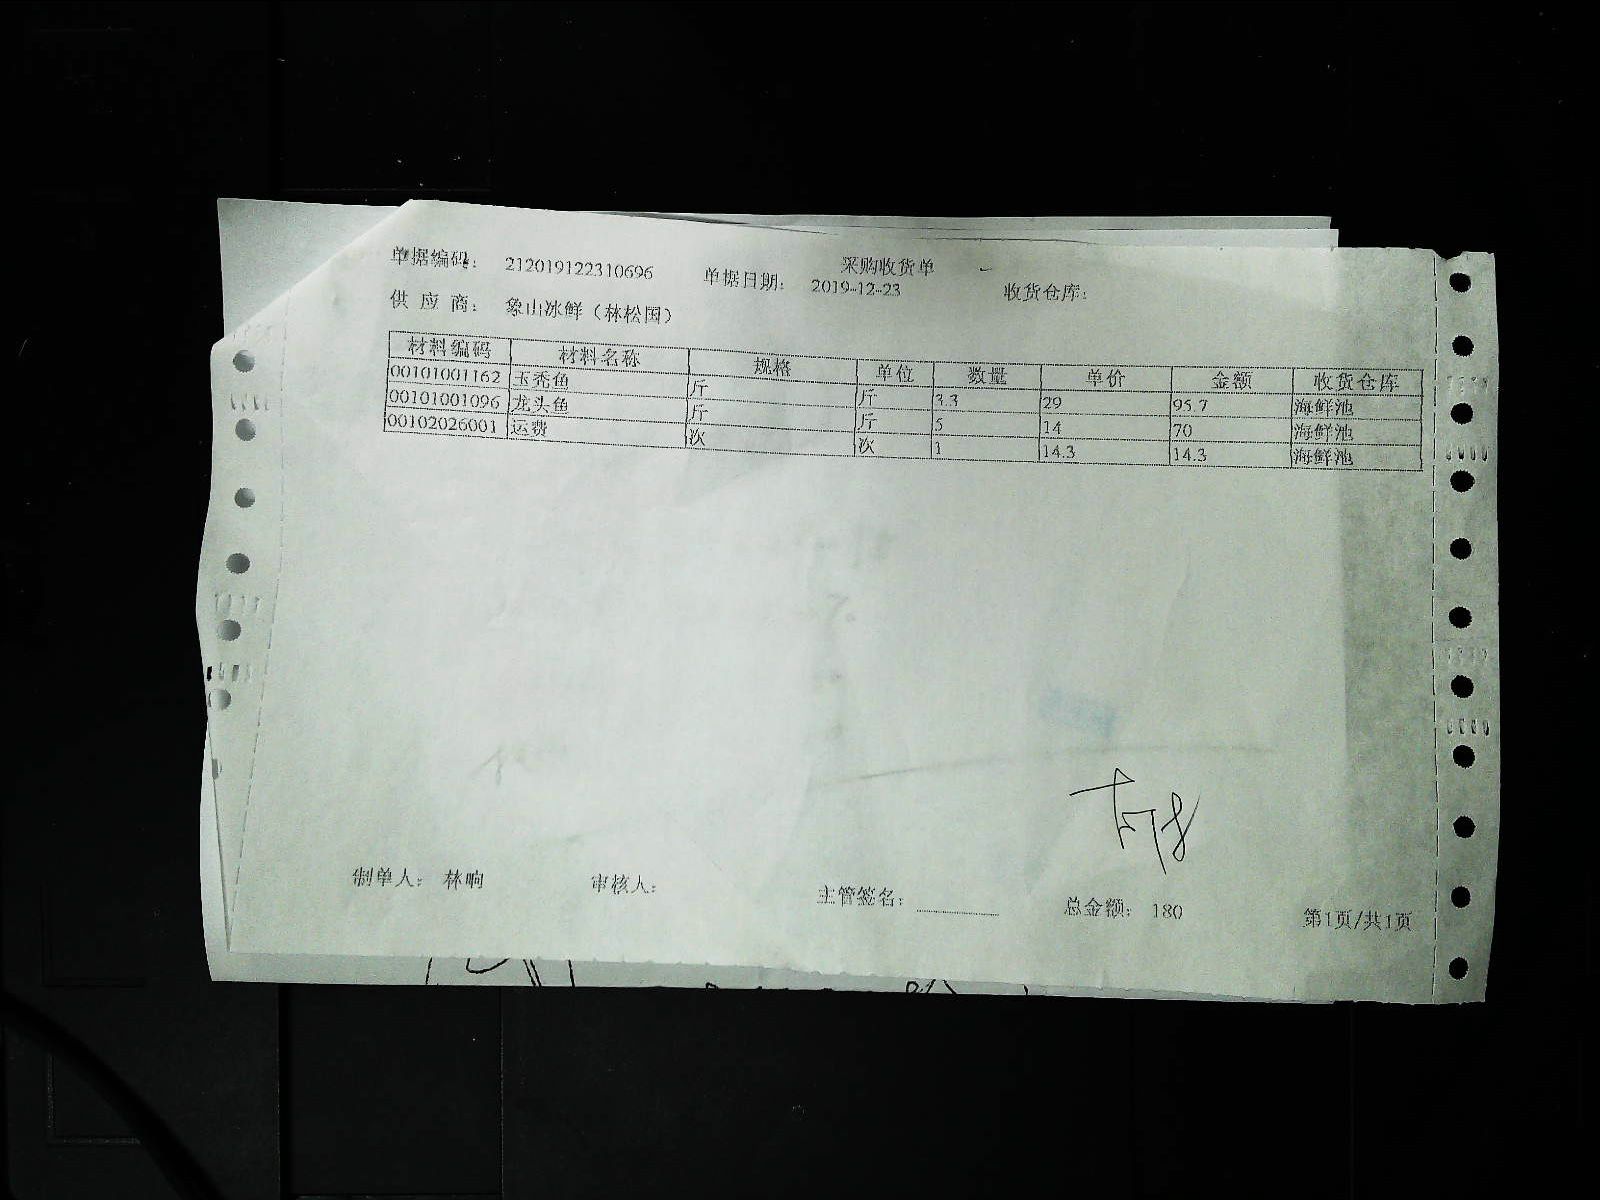 采购收货单
单据编码： 212019122310696 单据日期： 2019-12-23 收货仓库：
供 应 商： 象山冰鲜（林松国）
材料编码 材料名称 规格 单位 数量 单价 金额 收货仓库
00101001162 玉秃鱼 斤 斤 3.3 29 95.7 海鲜池
00101001096 龙头鱼 斤 斤 5 14 70 海鲜池
00102026001 运费 次 次 1 14.3 14.3 海鲜池
制单人： 林响 审核人： 主管签名： 总金额： 180 第1页/共1页